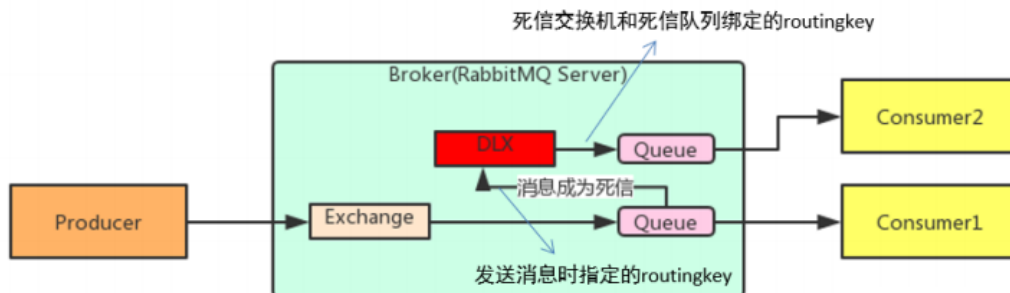 死信交换机和死信队列绑定的routingkey
Broker(RabbitMQ Server)
Consumer2
DLX
Queue
消息成为死信
Producer
Exchange
Queue
Consumer1
发送消息时指定的routingkey